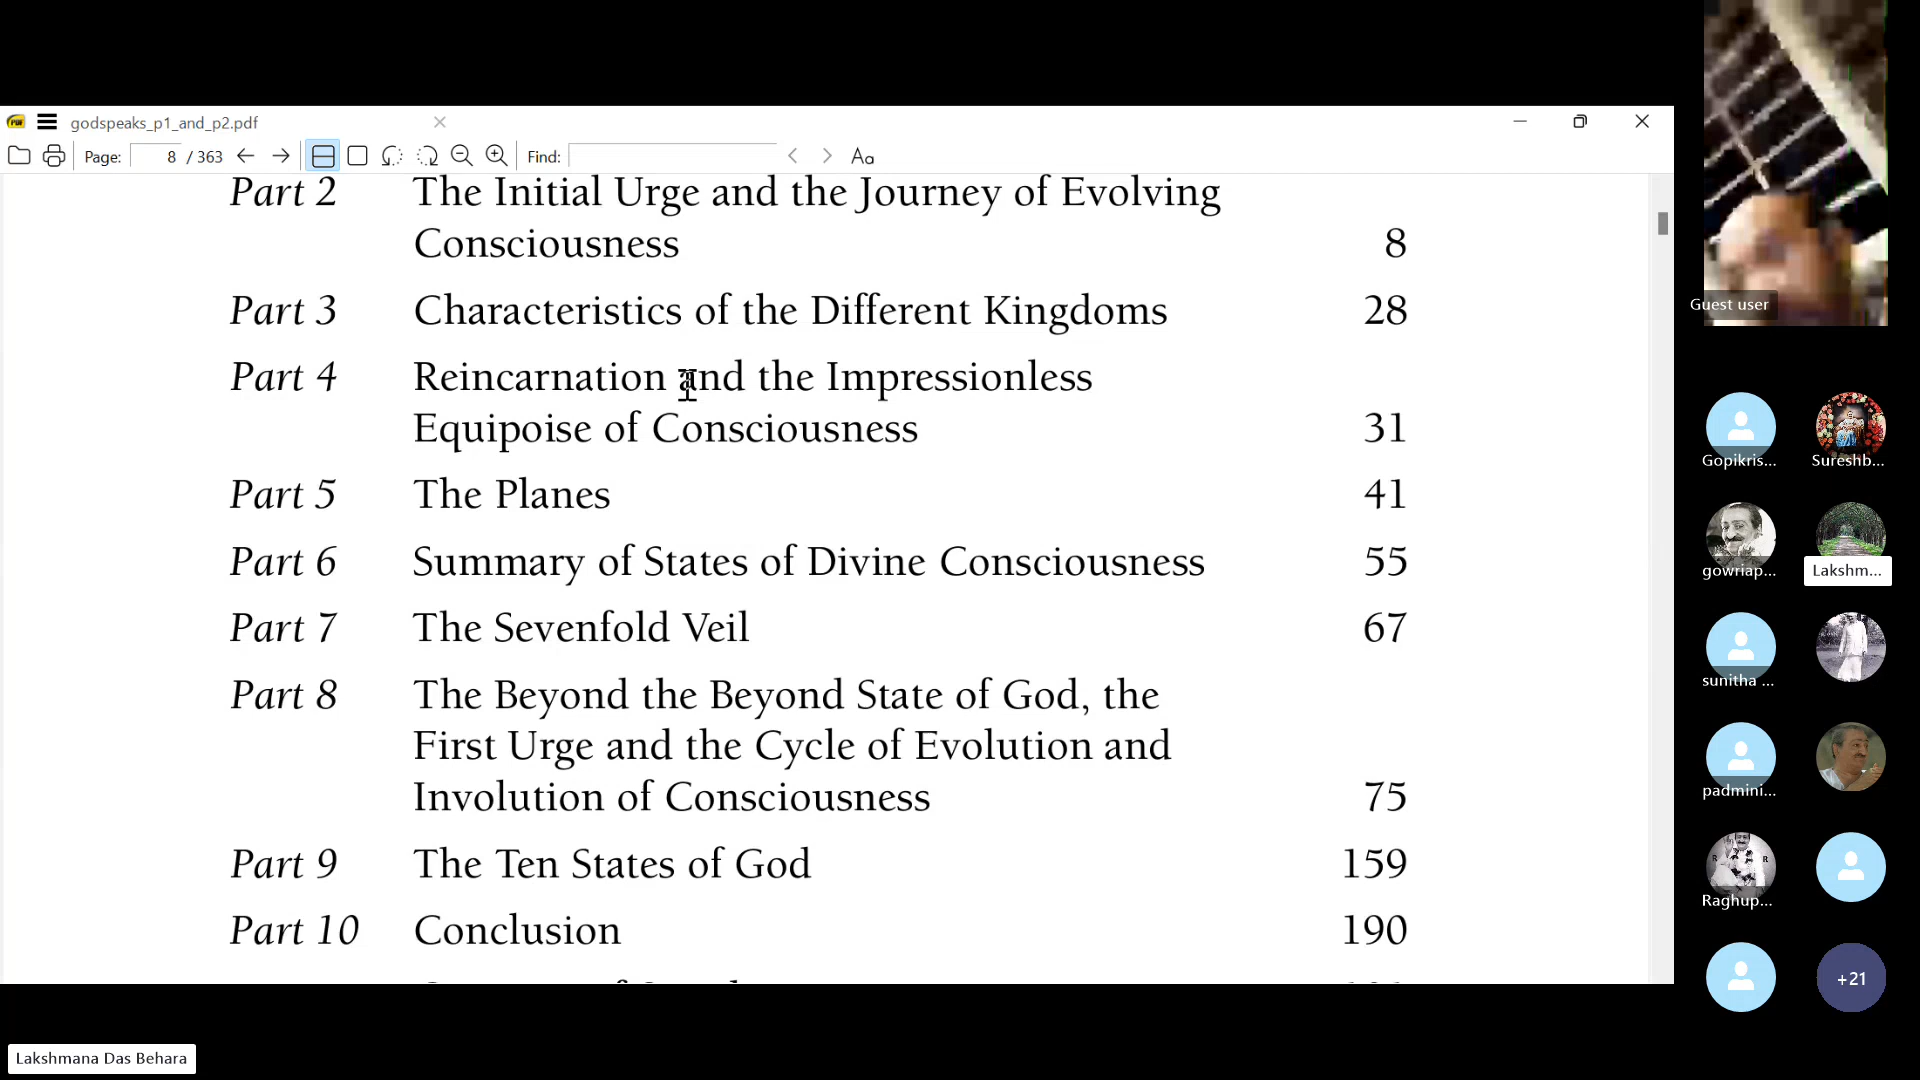 godspeaks_p1_and_p2.pdf
Page: 8 / 363 Find: Aa
Part 2 The Initial Urge and the Journey of Evolving
Consciousness 8
Part 3 Characteristics of the Different Kingdoms 28
Part 4 Reincarnation and the Impressionless
Equipoise of Consciousness 31
Part 5 The Planes 41
Part 6 Summary of States of Divine Consciousness 55
Part 7 The Sevenfold Veil 67
Part 8 The Beyond the Beyond State of God, the
First Urge and the Cycle of Evolution and
Involution of Consciousness 75
Part 9 The Ten States of God 159
Part 10 Conclusion 190
Guest user
Gopikris... Sureshb...
gowriap... Lakshm...
sunitha ...
padmini...
Raghup...
+21
Lakshmana Das Behara